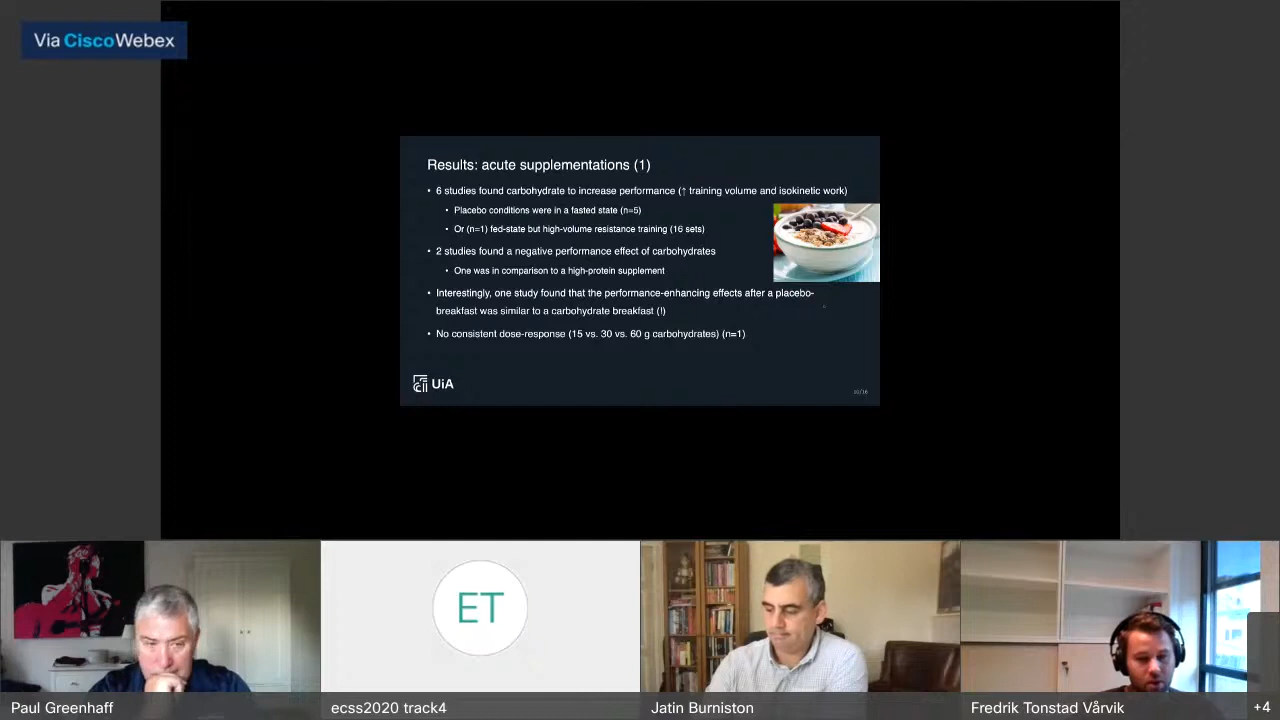 Via CiscoWebex
Results: acute supplementations (1)
• 6 studies found carbohydrate to increase performance (↑ training volume and isokinetic work)
• Placebo conditions were in a fasted state (n=5)
• Or (n=1) fed-state but high-volume resistance training (16 sets)
• 2 studies found a negative performance effect of carbohydrates
• One was in comparison to a high-protein supplement
• Interestingly, one study found that the performance-enhancing effects after a placebo-
breakfast was similar to a carbohydrate breakfast (!)
• No consistent dose-response (15 vs. 30 vs. 60 g carbohydrates) (n=1)
UiA
ET
Paul Greenhaff
ecss2020 track4
Jatin Burniston
Fredrik Tonstad Vårvik
+4